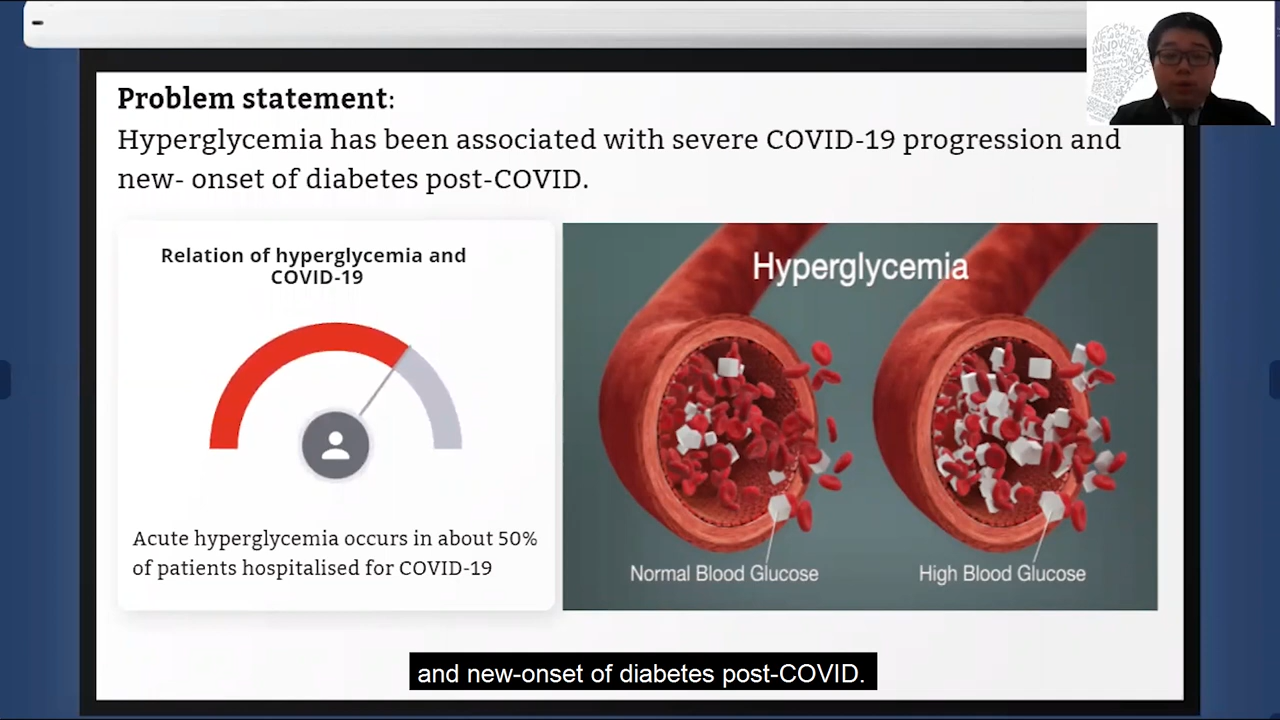 Problem statement:
Hyperglycemia has been associated with severe COVID-19 progression and
new- onset of diabetes post-COVID.
Relation of hyperglycemia and
COVID-19
Acute hyperglycemia occurs in about 50%
of patients hospitalised for COVID-19
Hyperglycemia
Normal Blood Glucose
High Blood Glucose
and new-onset of diabetes post-COVID.